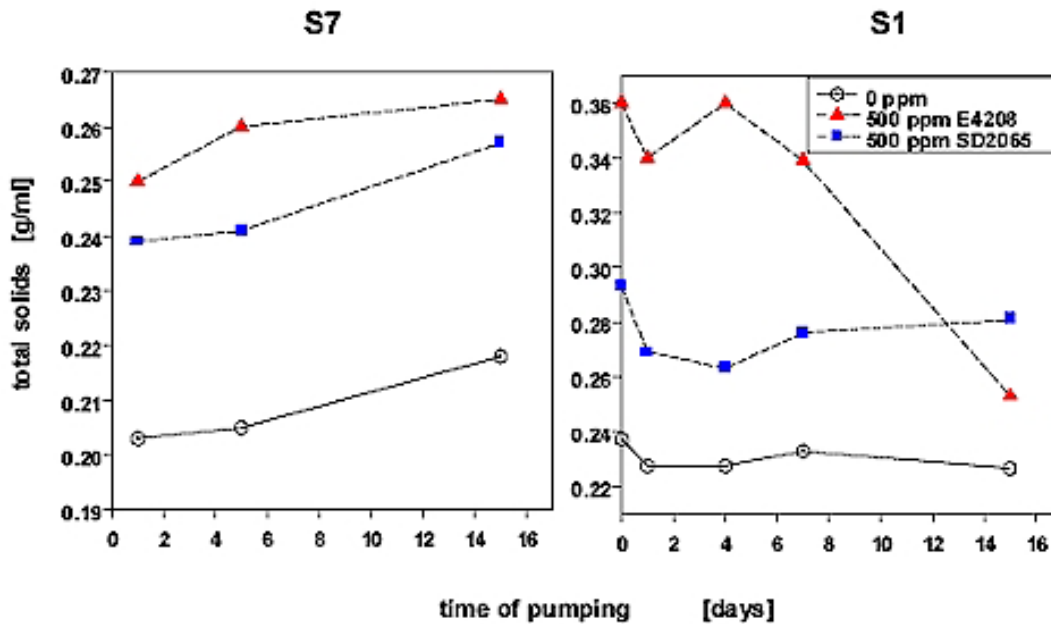 S7
S1
total solids [g/ml]
0.27
0.26
0.25
0.24
0.23
0.22
0.21
0.20
0.19
0 2 4 6 8 10 12 14 16
0.36
0.34
0.32
0.30
0.28
0.26
0.24
0.22
0 2 4 6 8 10 12 14 16
0 ppm
500 ppm E4208
500 ppm SD2065
time of pumping [days]